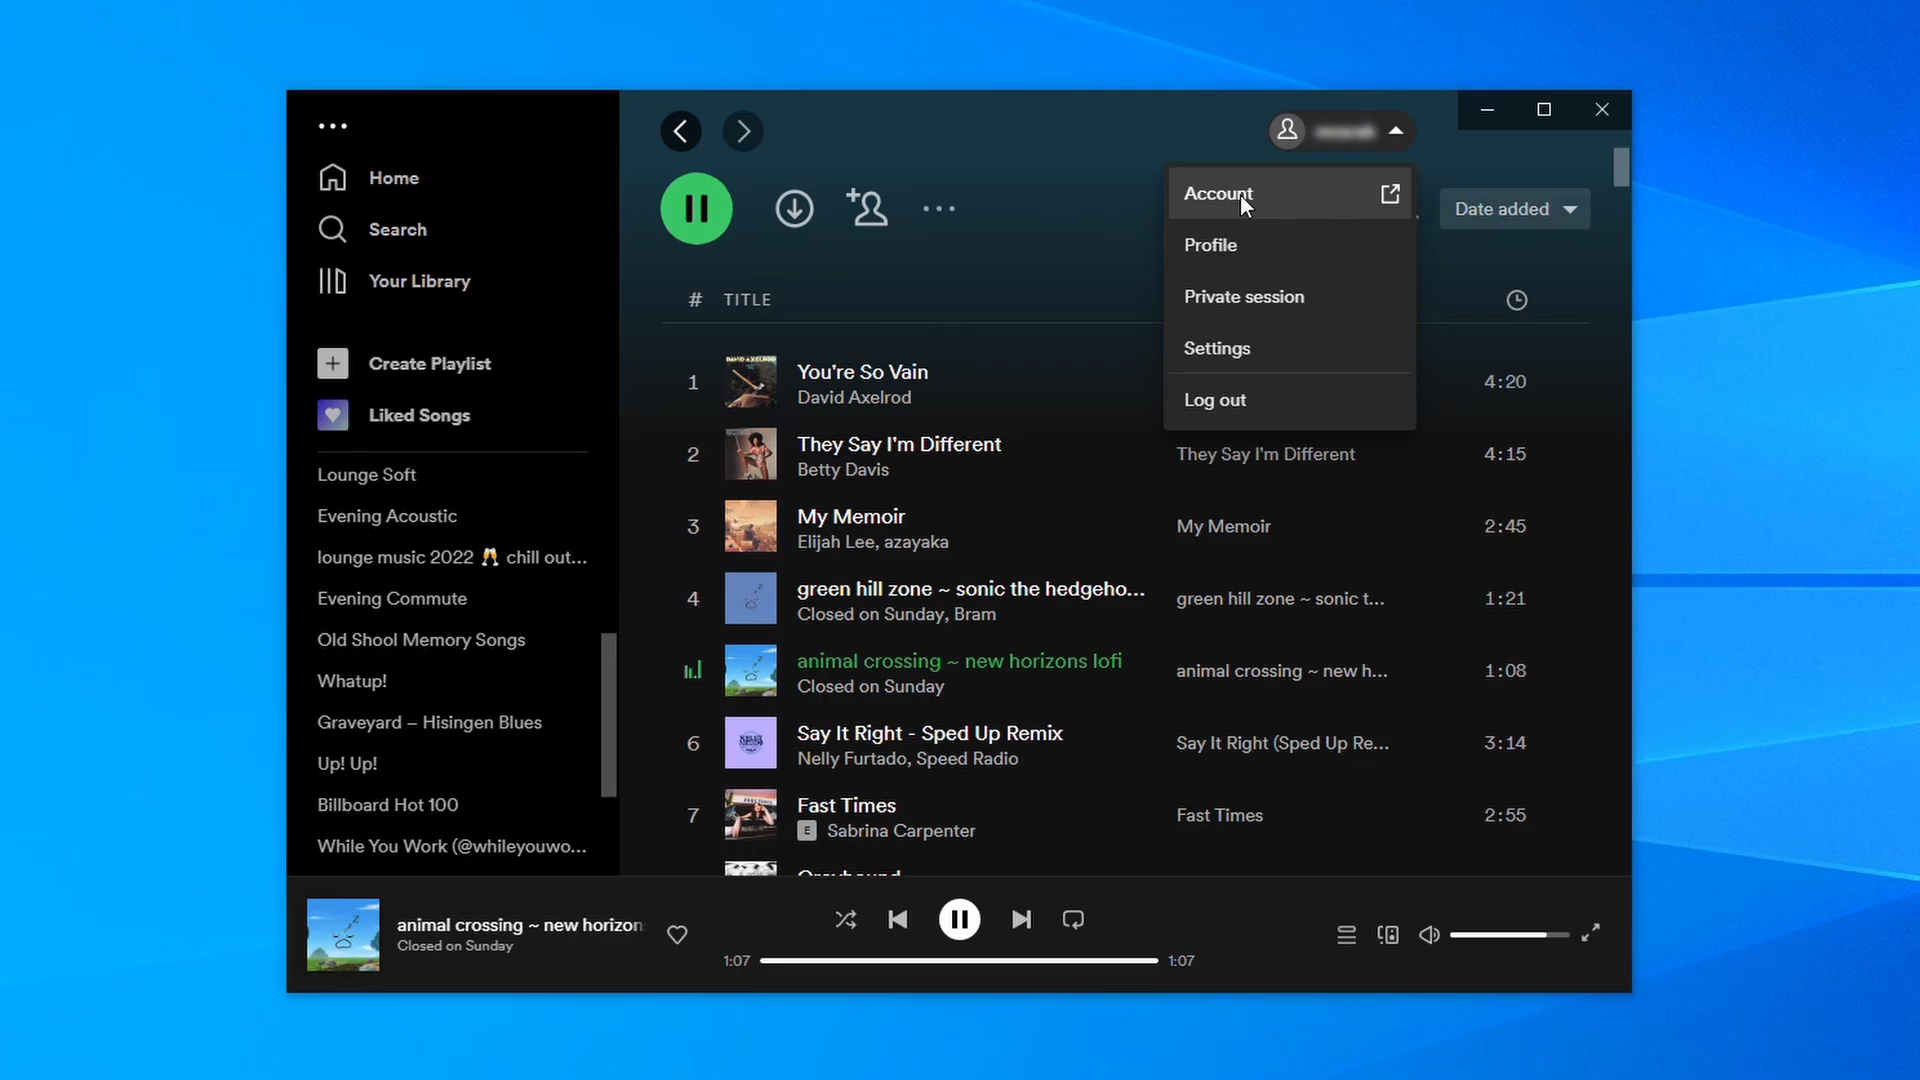 Home
Search
Your Library
Create Playlist
Liked Songs
Lounge Soft
Evening Acoustic
lounge music 2022 🥂 chill out...
Evening Commute
Old Shool Memory Songs
Whatup!
Graveyard – Hisingen Blues
Up! Up!
Billboard Hot 100
While You Work (@whileyouwo...
Account
Profile
Private session
Settings
Log out
Date added
# TITLE
1 You're So Vain 4:20
David Axelrod
2 They Say I'm Different They Say I'm Different 4:15
Betty Davis
3 My Memoir My Memoir 2:45
Elijah Lee, azayaka
4 green hill zone ~ sonic the hedgeho... green hill zone ~ sonic t... 1:21
Closed on Sunday, Bram
animal crossing ~ new horizons lofi animal crossing ~ new h... 1:08
Closed on Sunday
6 Say It Right - Sped Up Remix Say It Right (Sped Up Re... 3:14
Nelly Furtado, Speed Radio
7 Fast Times Fast Times 2:55
E Sabrina Carpenter
animal crossing ~ new horizon
Closed on Sunday
1:07 1:07